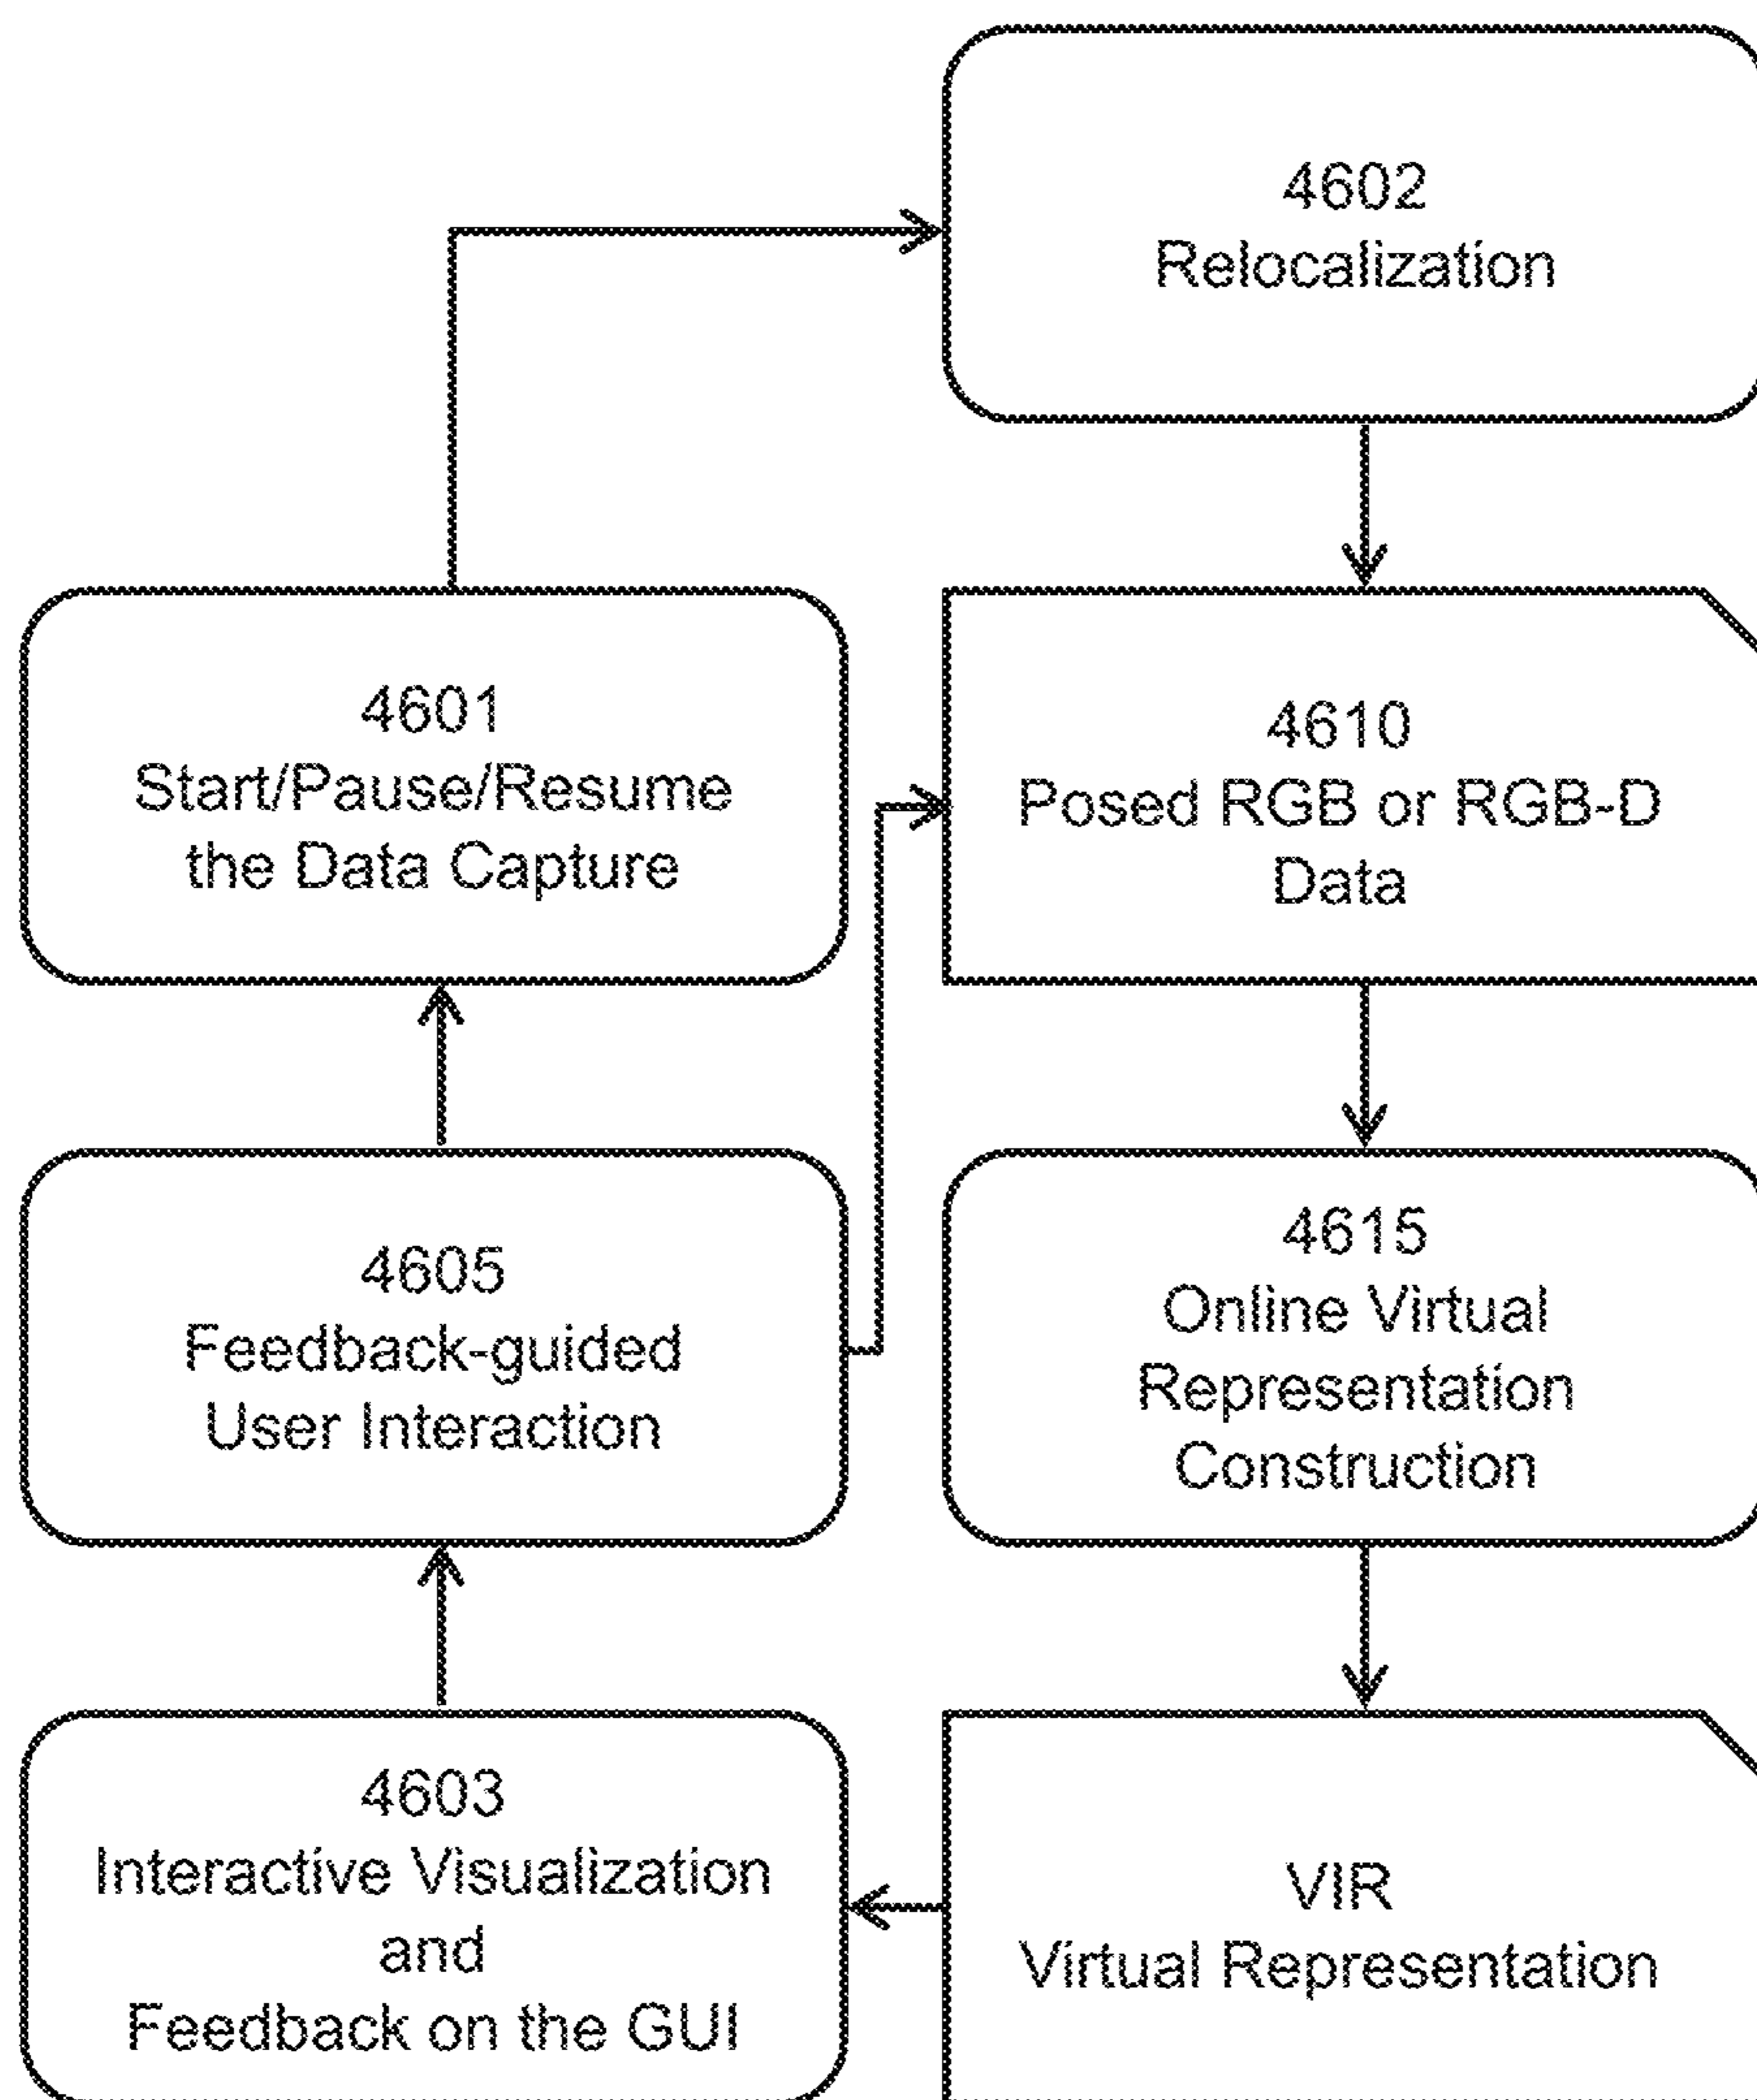 4602
Relocalization
4601
Start/Pause/Resume
the Data Capture
4610
Posed RGB or RGB-D
Data
4605
Feedback-guided
User Interaction
4615
Online Virtual
Representation
Construction
4603
Interactive Visualization
and
Feedback on the GUI
VIR
Virtual Representation